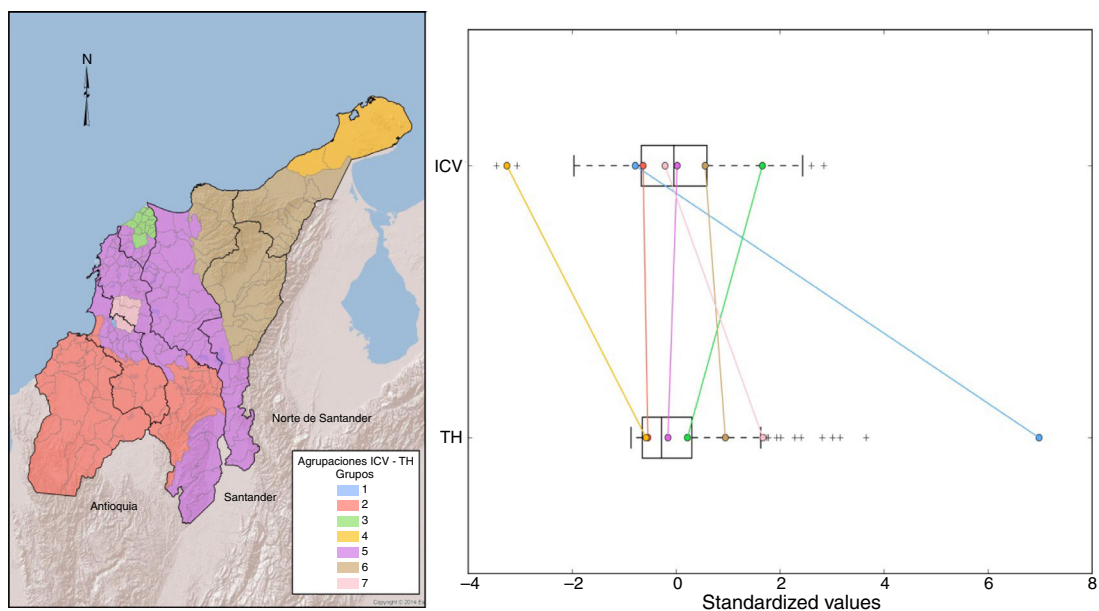 N
Norte de Santander
Santander
Antioquia
Agrupaciones ICV - TH
Grupos
1
2
3
4
5
6
7
ICV
TH
−4
−2
0
2
4
6
8
Standardized values